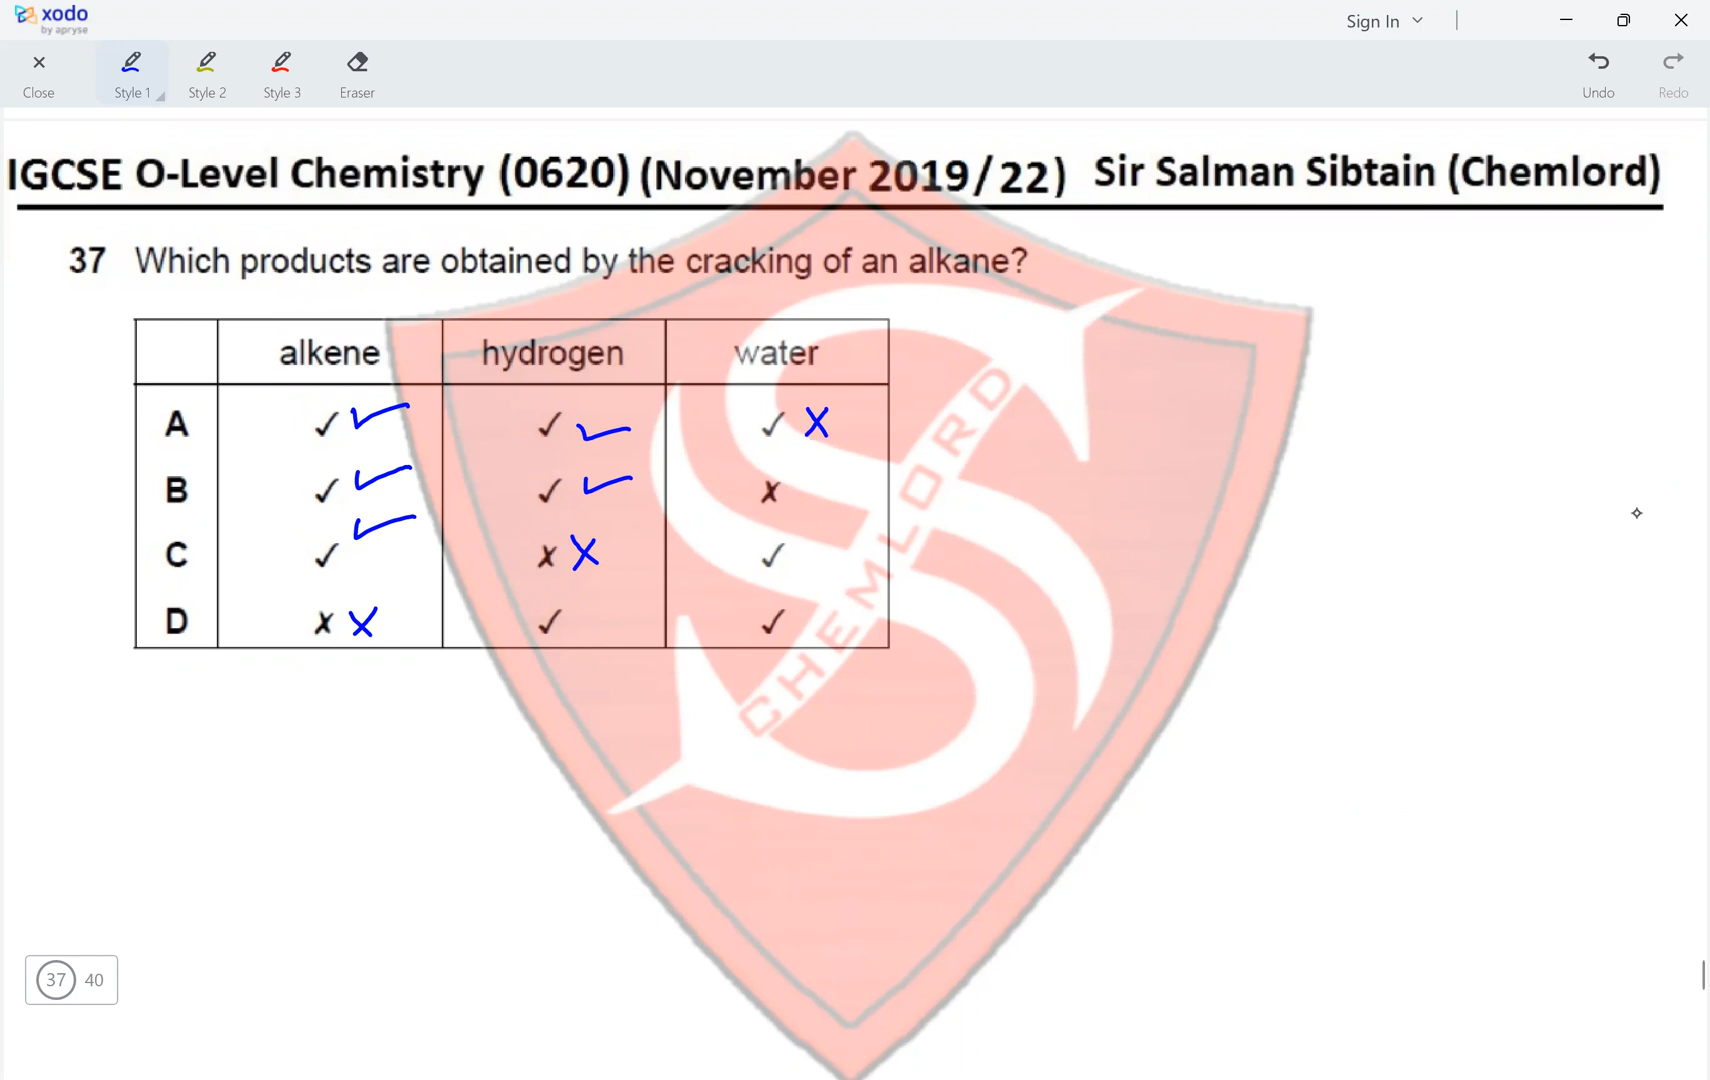 xodo
by apryse
Sign In
Close
Style 1
Style 2
Style 3
Eraser
Undo
Redo
IGCSE O-Level Chemistry (0620) (November 2019/22) Sir Salman Sibtain (Chemlord)
37 Which products are obtained by the cracking of an alkane?
alkene hydrogen water
A ✓ ✓ ✓ ✓ ✓ X
B ✓ ✓ ✓ ✓ ✗
C ✓ ✓ ✗ X ✓
D ✗ X ✓ ✓
CHEMLORD
37 40